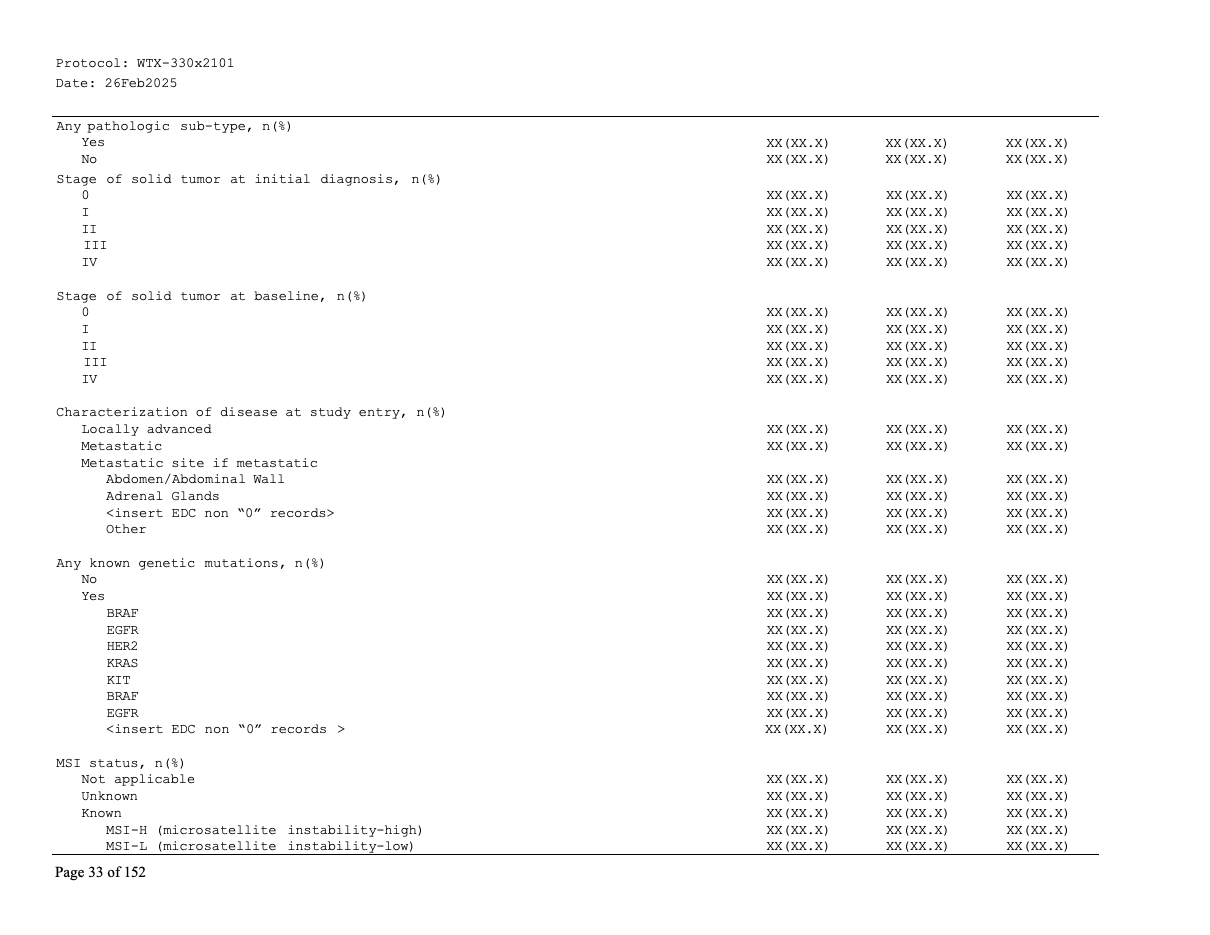 Protocol: WTX-330x2101
Date: 26Feb2025
Any pathologic sub-type, n(%)
Yes XX(XX.X) XX(XX.X) XX(XX.X)
No XX(XX.X) XX(XX.X) XX(XX.X)
Stage of solid tumor at initial diagnosis, n(%)
0 XX(XX.X) XX(XX.X) XX(XX.X)
I XX(XX.X) XX(XX.X) XX(XX.X)
II XX(XX.X) XX(XX.X) XX(XX.X)
III XX(XX.X) XX(XX.X) XX(XX.X)
IV XX(XX.X) XX(XX.X) XX(XX.X)
Stage of solid tumor at baseline, n(%)
0 XX(XX.X) XX(XX.X) XX(XX.X)
I XX(XX.X) XX(XX.X) XX(XX.X)
II XX(XX.X) XX(XX.X) XX(XX.X)
III XX(XX.X) XX(XX.X) XX(XX.X)
IV XX(XX.X) XX(XX.X) XX(XX.X)
Characterization of disease at study entry, n(%)
Locally advanced XX(XX.X) XX(XX.X) XX(XX.X)
Metastatic XX(XX.X) XX(XX.X) XX(XX.X)
Metastatic site if metastatic
Abdomen/Abdominal Wall XX(XX.X) XX(XX.X) XX(XX.X)
Adrenal Glands XX(XX.X) XX(XX.X) XX(XX.X)
<insert EDC non “0” records> XX(XX.X) XX(XX.X) XX(XX.X)
Other XX(XX.X) XX(XX.X) XX(XX.X)
Any known genetic mutations, n(%)
No XX(XX.X) XX(XX.X) XX(XX.X)
Yes XX(XX.X) XX(XX.X) XX(XX.X)
BRAF XX(XX.X) XX(XX.X) XX(XX.X)
EGFR XX(XX.X) XX(XX.X) XX(XX.X)
HER2 XX(XX.X) XX(XX.X) XX(XX.X)
KRAS XX(XX.X) XX(XX.X) XX(XX.X)
KIT XX(XX.X) XX(XX.X) XX(XX.X)
BRAF XX(XX.X) XX(XX.X) XX(XX.X)
EGFR XX(XX.X) XX(XX.X) XX(XX.X)
<insert EDC non “0” records > XX(XX.X) XX(XX.X) XX(XX.X)
MSI status, n(%)
Not applicable XX(XX.X) XX(XX.X) XX(XX.X)
Unknown XX(XX.X) XX(XX.X) XX(XX.X)
Known XX(XX.X) XX(XX.X) XX(XX.X)
MSI-H (microsatellite instability-high) XX(XX.X) XX(XX.X) XX(XX.X)
MSI-L (microsatellite instability-low) XX(XX.X) XX(XX.X) XX(XX.X)
Page 33 of 152